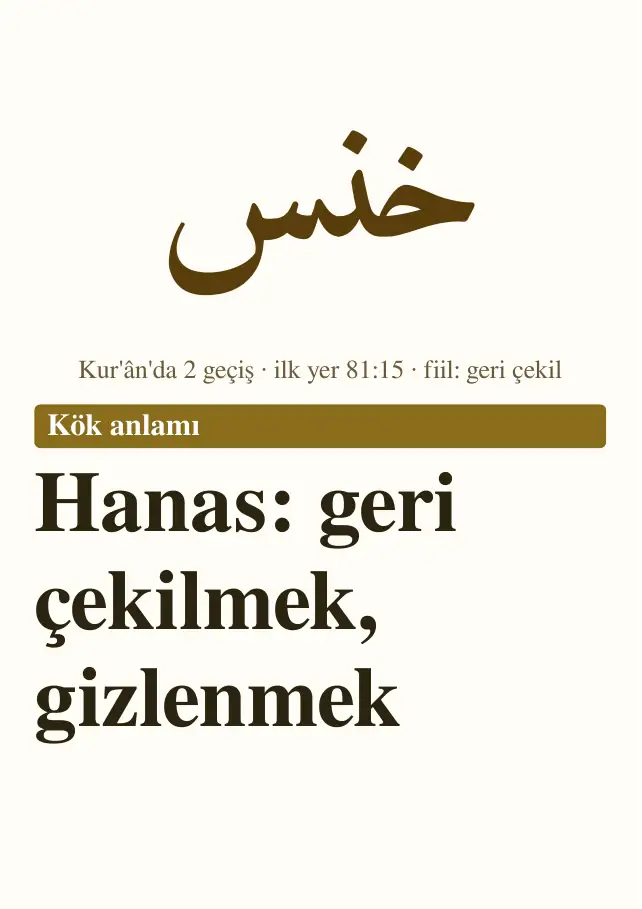 خنس
Kur'ân'da 2 geçiş · ilk yer 81:15 · fiil: geri çekil
Kök anlamı
Hanas: geri
çekilmek,
gizlenmek